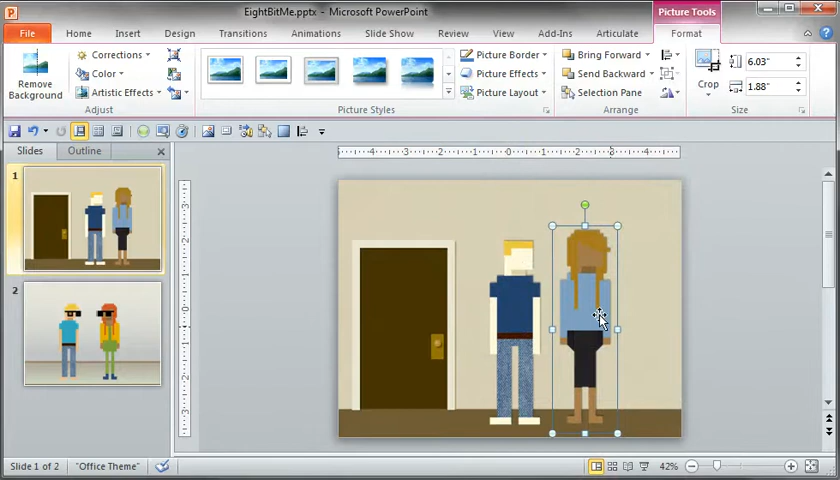 EightBitMe.pptx - Microsoft PowerPoint
Picture Tools
File Home Insert Design Transitions Animations Slide Show Review View Add-Ins Articulate Format
Remove Background
Corrections
Color
Artistic Effects
Adjust
Picture Styles
Picture Border
Picture Effects
Picture Layout
Bring Forward
Send Backward
Selection Pane
Arrange
Crop
6.03"
1.88"
Size
Slides Outline
1
2
Slide 1 of 2 "Office Theme" 42%